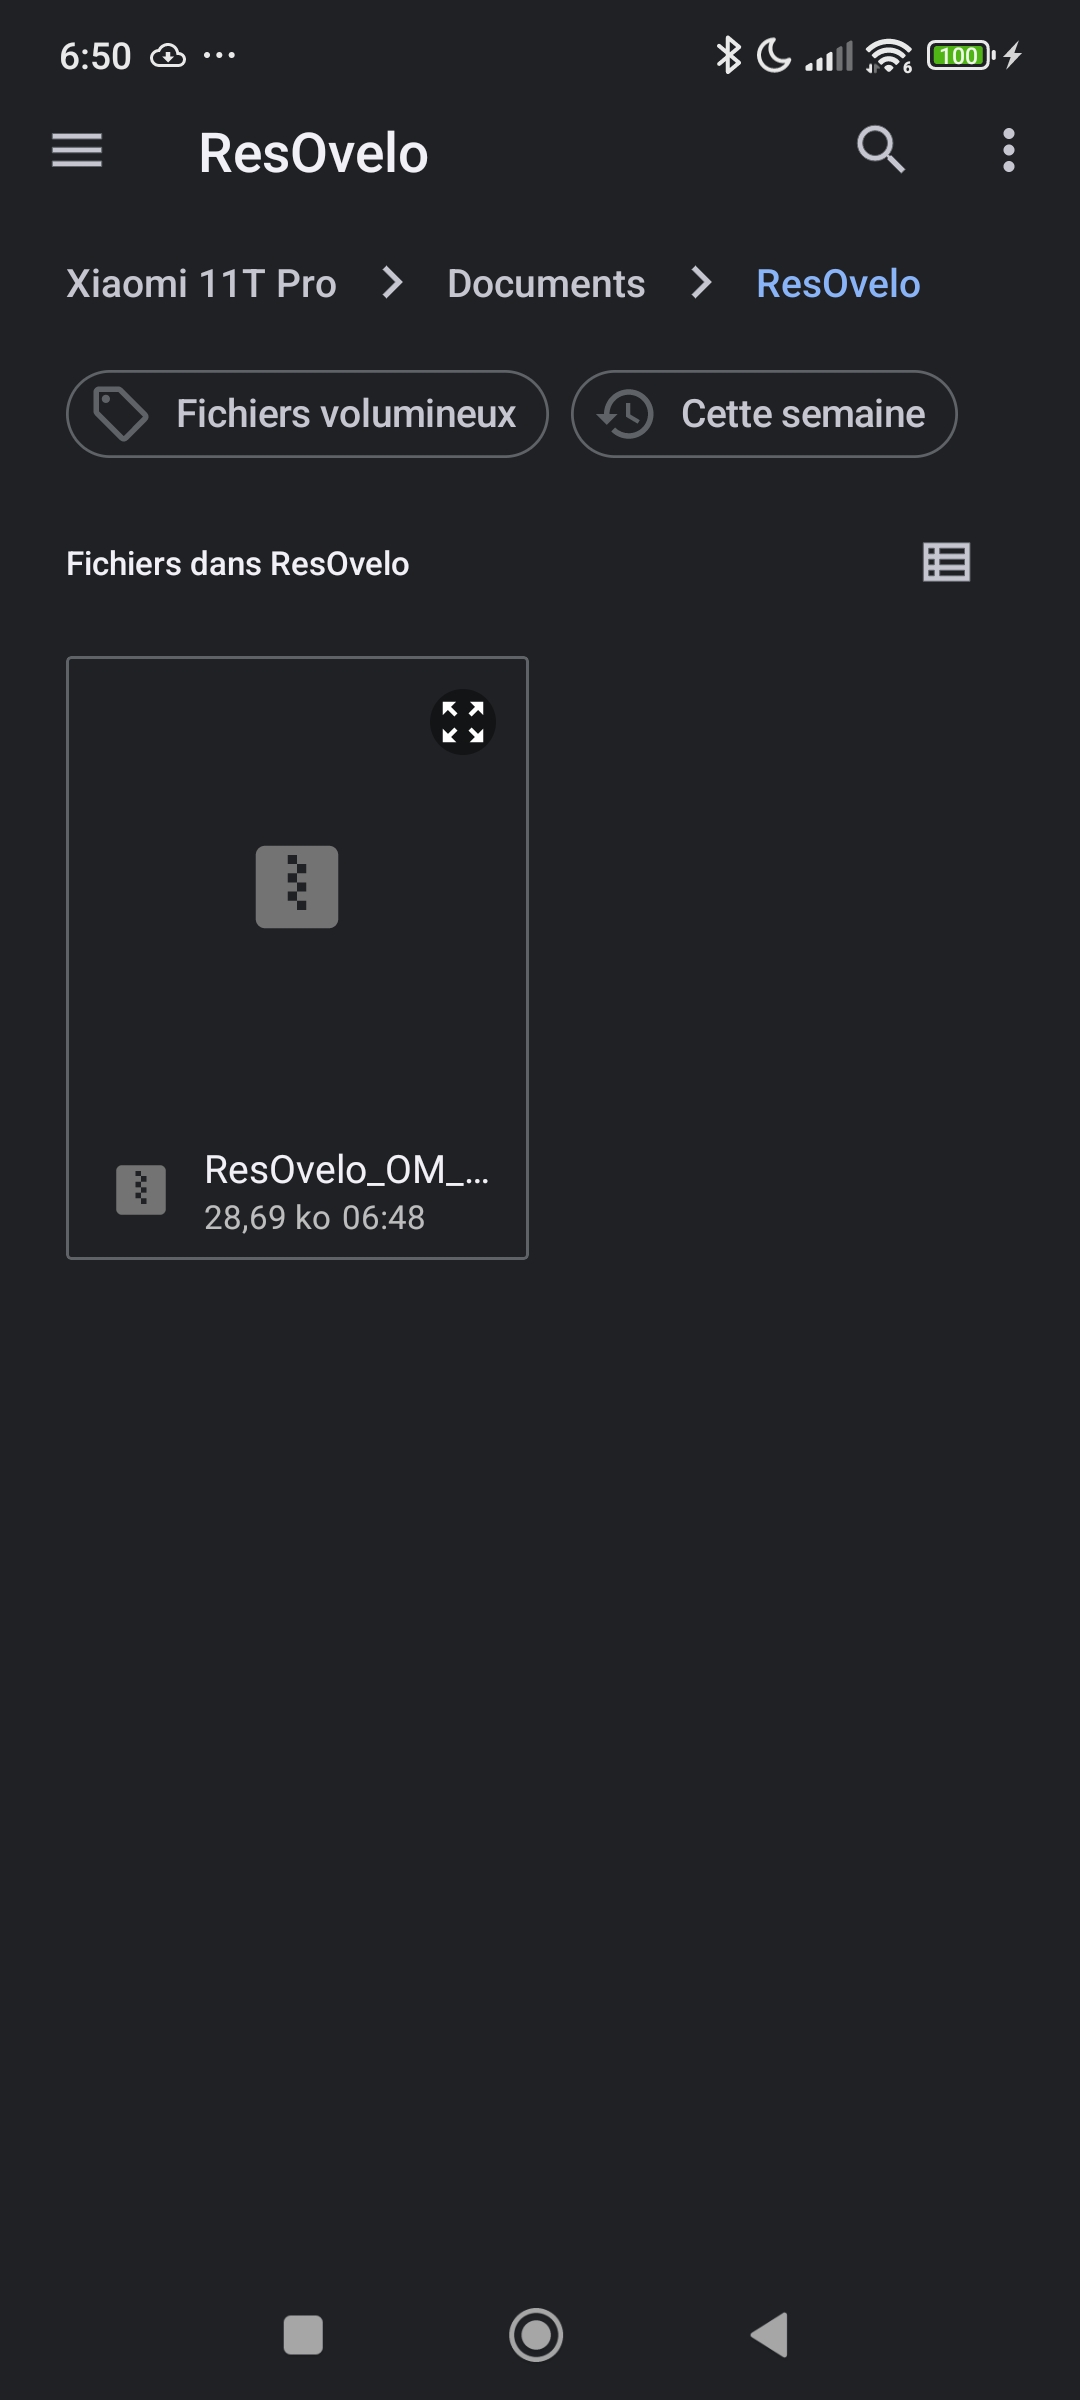 6:50
6
100
ResOvelo
Xiaomi 11T Pro > Documents > ResOvelo
Fichiers volumineux
Cette semaine
Fichiers dans ResOvelo
ResOvelo_OM_...
28,69 ko 06:48